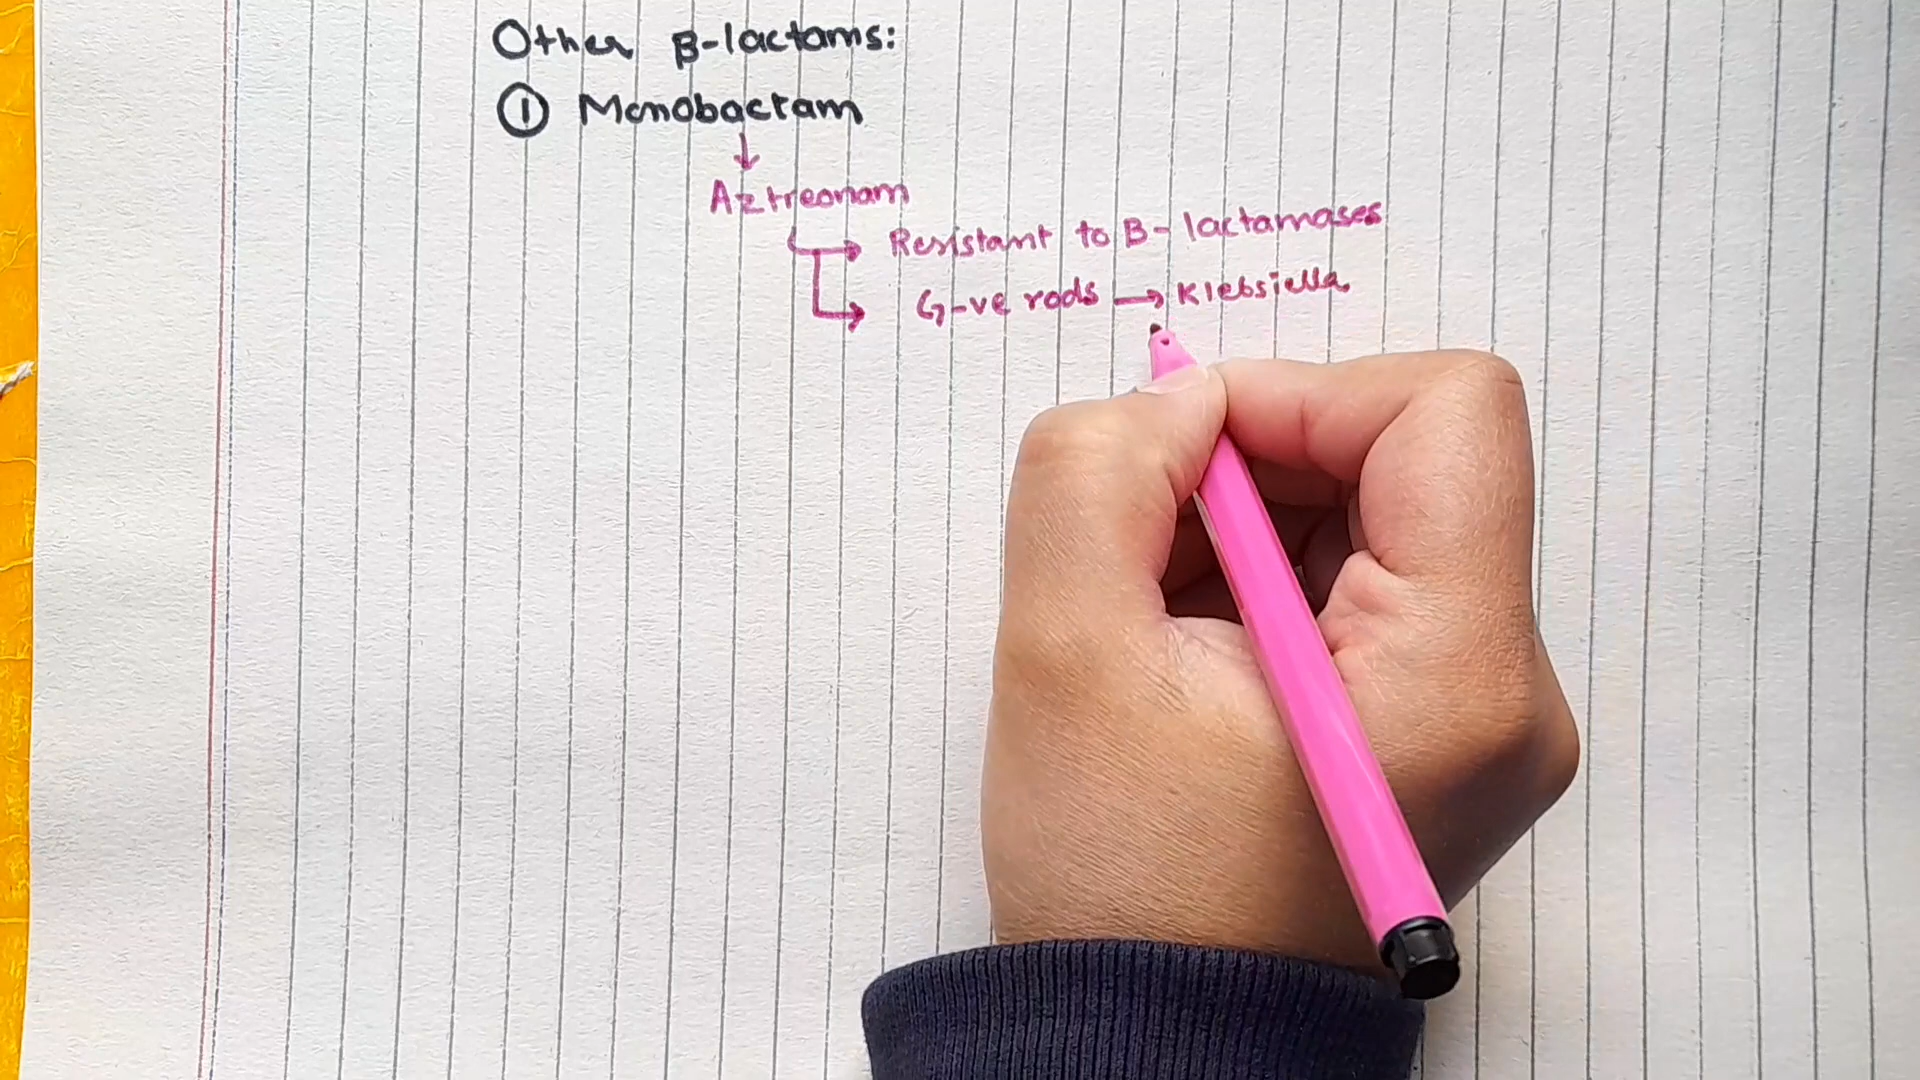 Other β-lactams:
① Monobactam
↓
Aztreonam
→ Resistant to B-lactamases
→ G-ve rods → Klebsiella